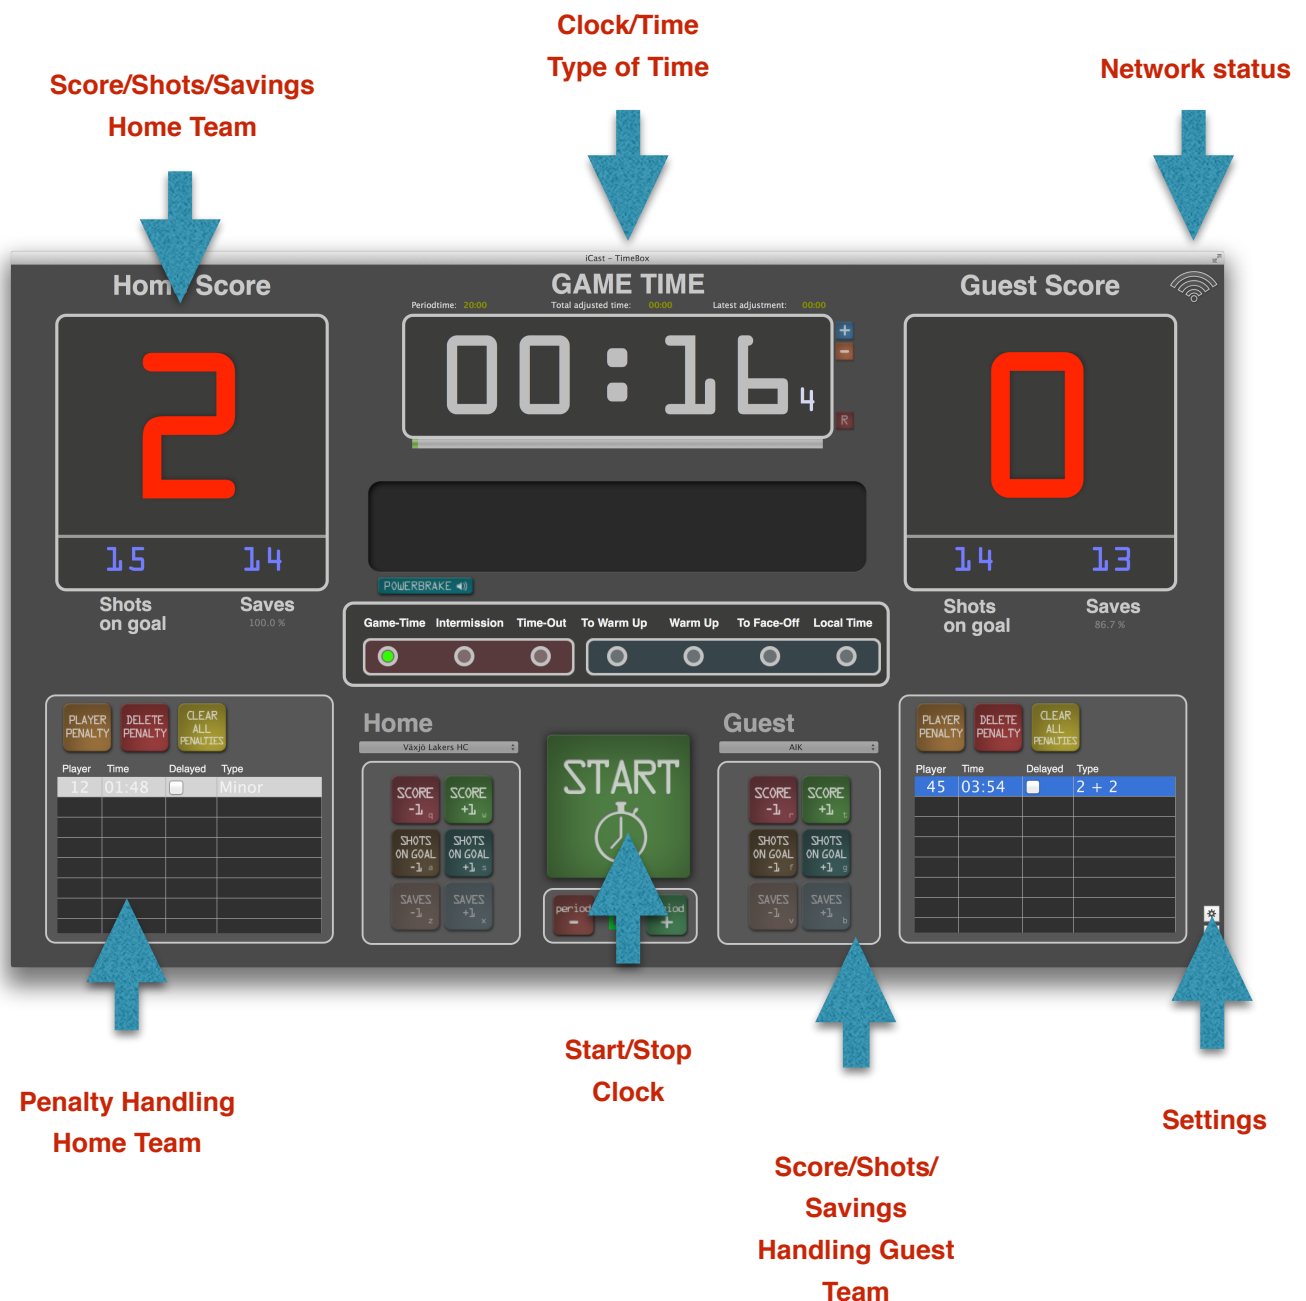 Clock/Time
Type of Time
Score/Shots/Savings
Home Team
Network status
iCast - TimeBox
Score
GAME TIME
Guest Score
Periodtime: 20:00 Total adjusted time: 00:00 Latest adjustment: 00:00
2
00:16 4
+
−
R
0
15 14
14 13
POWERBRAKE
Shots
on goal
Saves
100.0 %
Shots
on goal
Saves
86.7 %
Game-Time Intermission Time-Out To Warm Up Warm Up To Face-Off Local Time
PLAYER
PENALTY
DELETE
PENALTY
CLEAR
ALL
PENALTIES
Player Time Delayed Type
12 01:48 Minor
Home
Växjö Lakers HC
SCORE
-1 q
SCORE
+1 w
SHOTS
ON GOAL
-1 a
SHOTS
ON GOAL
+1 s
SAVES
-1 z
SAVES
+1 x
START
period
−
+
Guest
AIK
SCORE
-1 r
SCORE
+1 t
SHOTS
ON GOAL
-1 f
SHOTS
ON GOAL
+1 g
SAVES
-1 v
SAVES
+1 b
PLAYER
PENALTY
DELETE
PENALTY
CLEAR
ALL
PENALTIES
Player Time Delayed Type
45 03:54 2 + 2
Start/Stop
Clock
Penalty Handling
Home Team
Settings
Score/Shots/
Savings
Handling Guest
Team